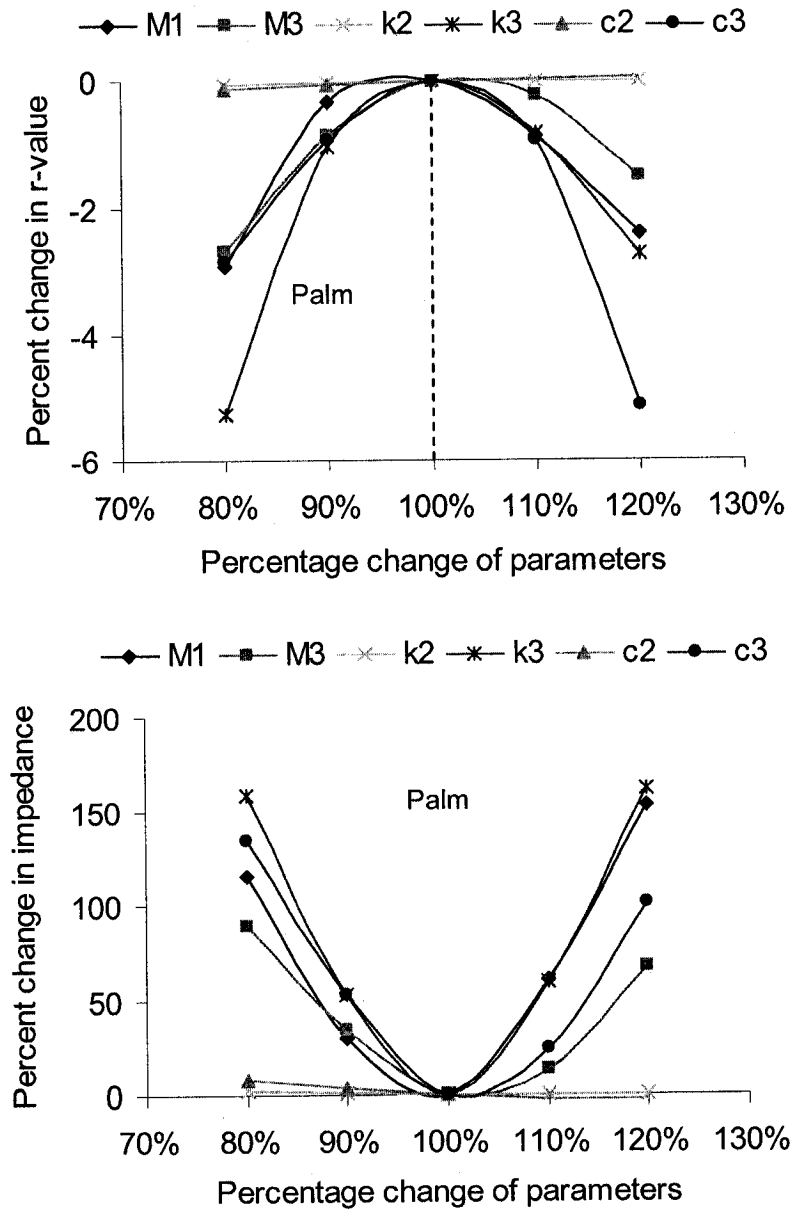 M1 M3 k2 k3 c2 c3
0
-2
-4
-6
Percent change in r-value
Palm
70% 80% 90% 100% 110% 120% 130%
Percentage change of parameters
M1 M3 k2 k3 c2 c3
200
150
100
50
0
Percent change in impedance
Palm
70% 80% 90% 100% 110% 120% 130%
Percentage change of parameters